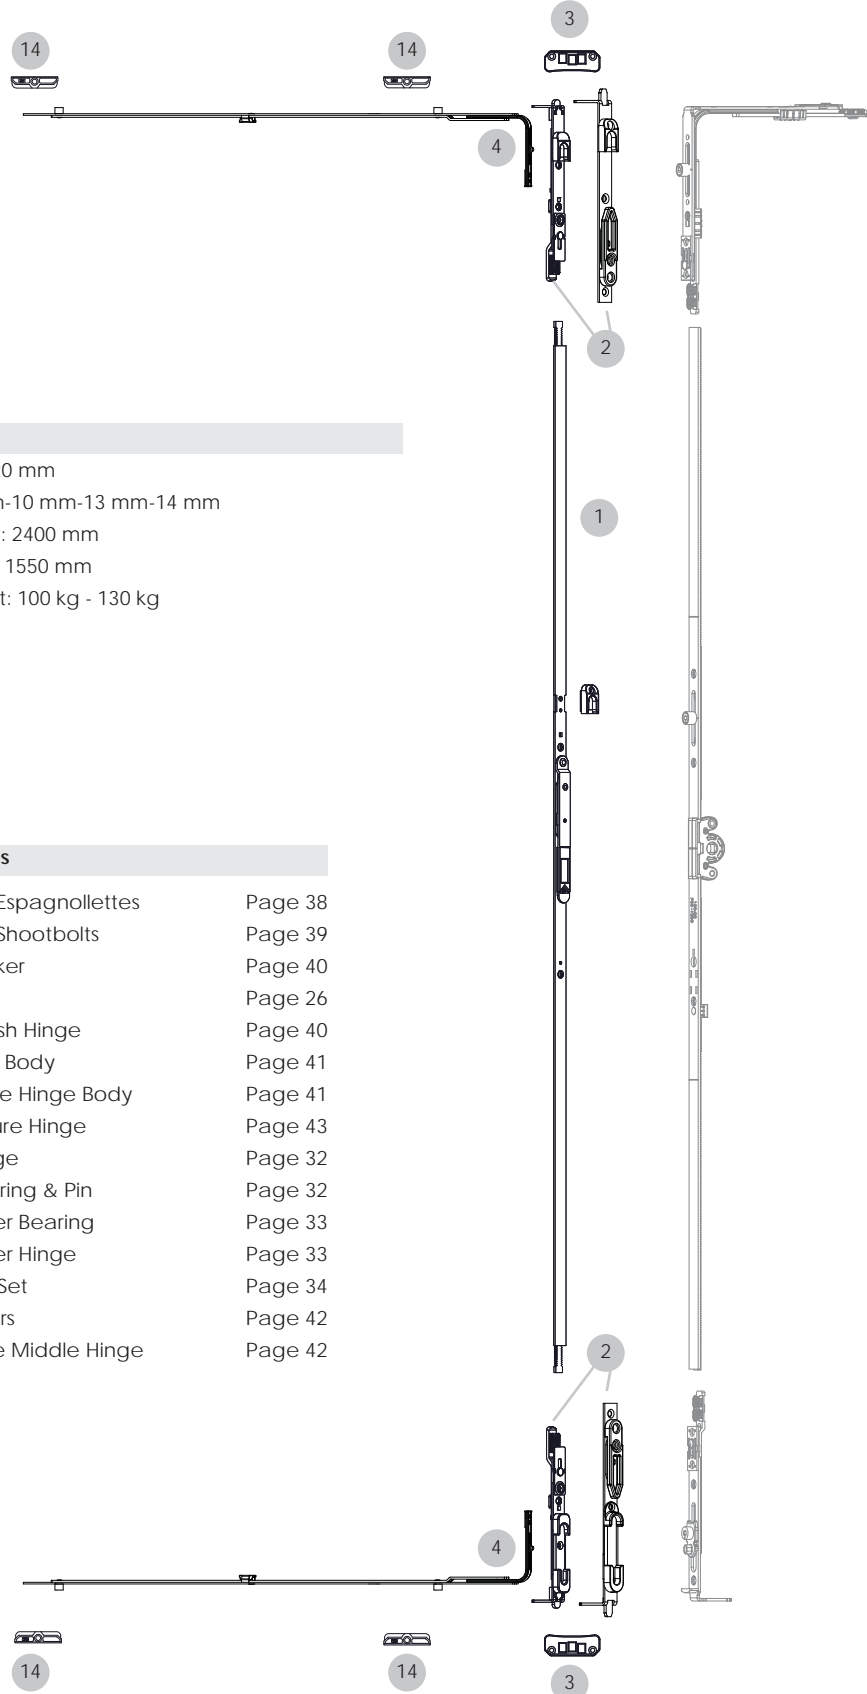 3
14 14
4
2
0 mm
-10 mm-13 mm-14 mm
: 2400 mm
1550 mm
t: 100 kg - 130 kg
1
s
Espagnollettes Page 38
Shootbolts Page 39
ker Page 40
Page 26
sh Hinge Page 40
Body Page 41
e Hinge Body Page 41
ure Hinge Page 43
ge Page 32
ring & Pin Page 32
er Bearing Page 33
er Hinge Page 33
Set Page 34
rs Page 42
e Middle Hinge Page 42
2
4
14 14
3